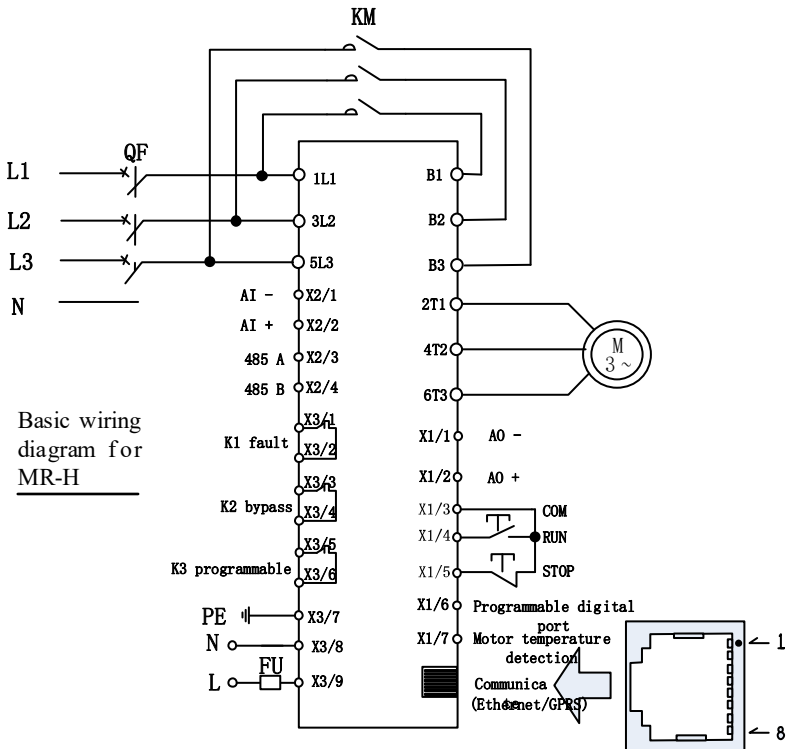 KM
QF
L1
L2
L3
N
1L1
3L2
5L3
B1
B2
B3
AI - X2/1
AI + X2/2
485 A X2/3
485 B X2/4
2T1
4T2
6T3
M
3 ~
Basic wiring
diagram for
MR-H
K1 fault
X3/1
X3/2
K2 bypass
X3/3
X3/4
K3 programmable
X3/5
X3/6
PE X3/7
N X3/8
L FU X3/9
X1/1 AO -
X1/2 AO +
X1/3 COM
X1/4 RUN
X1/5 STOP
X1/6 Programmable digital
port
X1/7 Motor temperature
detection
Communica
te
(Ethernet/GPRS)
1
8